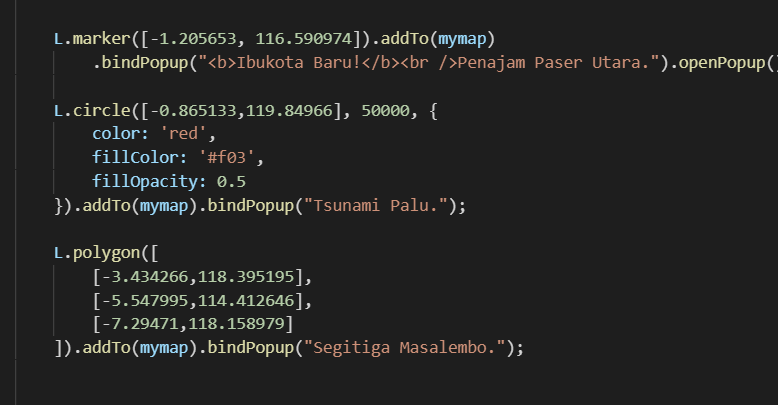 L.marker([-1.205653, 116.590974]).addTo(mymap)
.bindPopup("<b>Ibukota Baru!</b><br />Penajam Paser Utara.").openPopup()
L.circle([-0.865133,119.84966], 50000, {
color: 'red',
fillColor: '#f03',
fillOpacity: 0.5
}).addTo(mymap).bindPopup("Tsunami Palu.");
L.polygon([
[-3.434266,118.395195],
[-5.547995,114.412646],
[-7.29471,118.158979]
]).addTo(mymap).bindPopup("Segitiga Masalembo.");